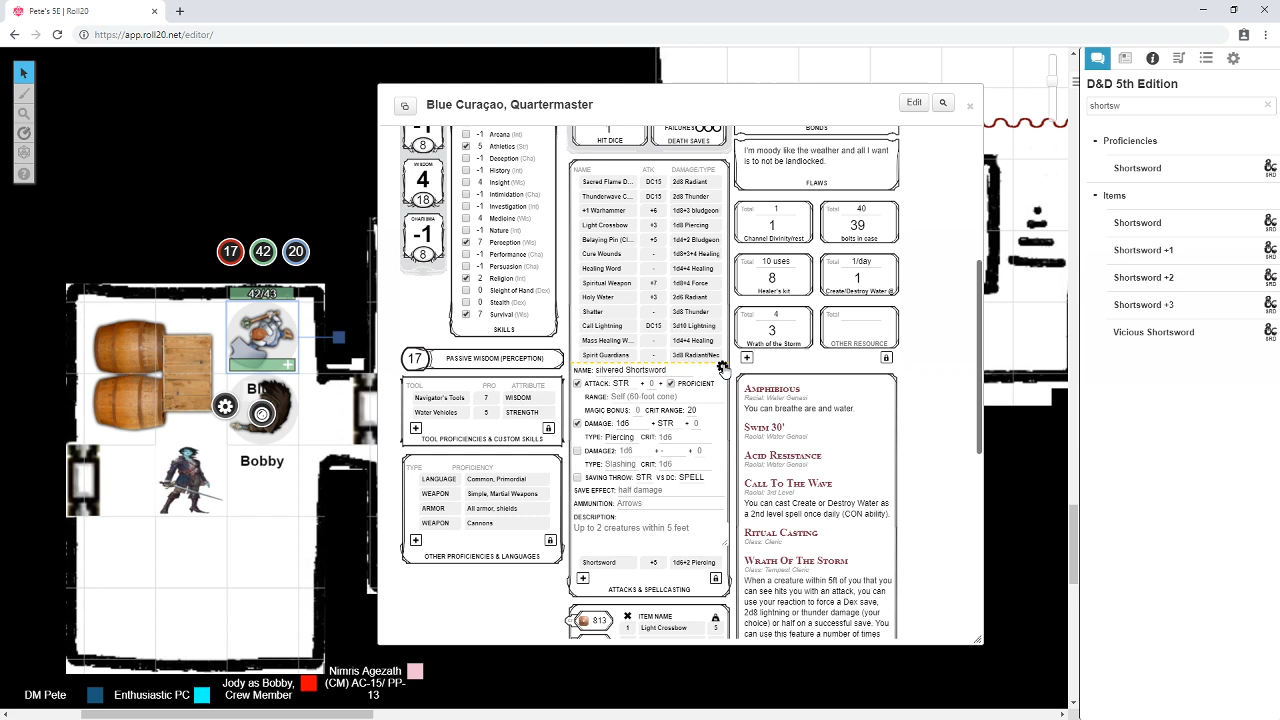 Pete's 5E | Roll20
https://app.roll20.net/editor/
D&D 5th Edition
shortsw
Proficiencies
Shortsword
SRD
Items
Shortsword
SRD
Shortsword +1
SRD
Shortsword +2
SRD
Shortsword +3
SRD
Vicious Shortsword
SRD
17
42
20
42/43
Bobby
DM Pete
Enthusiastic PC
Jody as Bobby,
Crew Member
Nimris Agezath
(CM) AC-15/ PP-
13
Blue Curaçao, Quartermaster
Edit
-1
8
WISDOM
4
18
CHARISMA
-1
8
-1 Arcana (Int)
5 Athletics (Str)
-1 Deception (Cha)
-1 History (Int)
4 Insight (Wis)
-1 Intimidation (Cha)
-1 Investigation (Int)
4 Medicine (Wis)
-1 Nature (Int)
7 Perception (Wis)
-1 Performance (Cha)
-1 Persuasion (Cha)
2 Religion (Int)
0 Sleight of Hand (Dex)
0 Stealth (Dex)
7 Survival (Wis)
SKILLS
17 PASSIVE WISDOM (PERCEPTION)
TOOL PRO ATTRIBUTE
Navigator's Tools 7 WISDOM
Water Vehicles 5 STRENGTH
TOOL PROFICIENCIES & CUSTOM SKILLS
TYPE PROFICIENCY
LANGUAGE Common, Primordial
WEAPON Simple, Martial Weapons
ARMOR All armor, shields
WEAPON Cannons
OTHER PROFICIENCIES & LANGUAGES
1
HIT DICE
FAILURES
DEATH SAVES
NAME ATK DAMAGE/TYPE
Sacred Flame D... DC15 2d8 Radiant
Thunderwave C... DC15 2d8 Thunder
+1 Warhammer +6 1d8+3 bludgeon
Light Crossbow +3 1d8 Piercing
Belaying Pin (Cl... +5 1d4+2 Bludgeon
Cure Wounds - 1d8+3+4 Healing
Healing Word - 1d4+4 Healing
Spiritual Weapon +7 1d8+4 Force
Holy Water +3 2d6 Radiant
Shatter - 3d8 Thunder
Call Lightning DC15 3d10 Lightning
Mass Healing W... - 1d4+4 Healing
Spirit Guardians - 3d8 Radiant/Nec
NAME: silvered Shortsword
ATTACK: STR + 0 + PROFICIENT
RANGE: Self (60-foot cone)
MAGIC BONUS: 0 CRIT RANGE: 20
DAMAGE: 1d6 + STR + 0
TYPE: Piercing CRIT: 1d6
DAMAGE2: 1d6 + - + 0
TYPE: Slashing CRIT: 1d6
SAVING THROW: STR VS DC: SPELL
SAVE EFFECT: half damage
AMMUNITION: Arrows
DESCRIPTION:
Up to 2 creatures within 5 feet
Shortsword +5 1d6+2 Piercing
ATTACKS & SPELLCASTING
813
ITEM NAME
1 Light Crossbow 5
BONDS
I'm moody like the weather and all I want
is to not be landlocked.
FLAWS
Total 1
1
Channel Divinity/rest
Total 40
39
bolts in case
Total 10 uses
8
Healer's kit
Total 1/day
1
Create/Destroy Water @
Total 4
3
Wrath of the Storm
Total
OTHER RESOURCE
AMPHIBIOUS
Racial: Water Genasi
You can breathe air and water.
SWIM 30'
Racial: Water Genasi
ACID RESISTANCE
Racial: Water Genasi
CALL TO THE WAVE
Racial: 3rd Level
You can cast Create or Destroy Water as
a 2nd level spell once daily (CON ability).
RITUAL CASTING
Class: Cleric
WRATH OF THE STORM
Class: Tempest Cleric
When a creature within 5ft of you that you
can see hits you with an attack, you can
use your reaction to force a Dex save,
2d8 lightning or thunder damage (your
choice) or half on a successful save. You
can use this feature a number of times